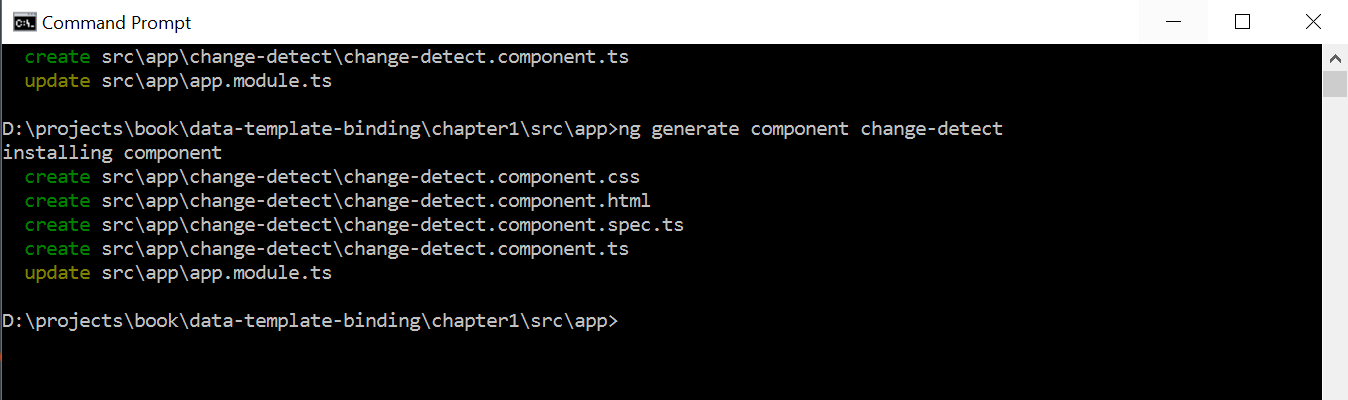 Command Prompt
create src\app\change-detect\change-detect.component.ts
update src\app\app.module.ts
D:\projects\book\data-template-binding\chapter1\src\app>ng generate component change-detect
installing component
create src\app\change-detect\change-detect.component.css
create src\app\change-detect\change-detect.component.html
create src\app\change-detect\change-detect.component.spec.ts
create src\app\change-detect\change-detect.component.ts
update src\app\app.module.ts
D:\projects\book\data-template-binding\chapter1\src\app>